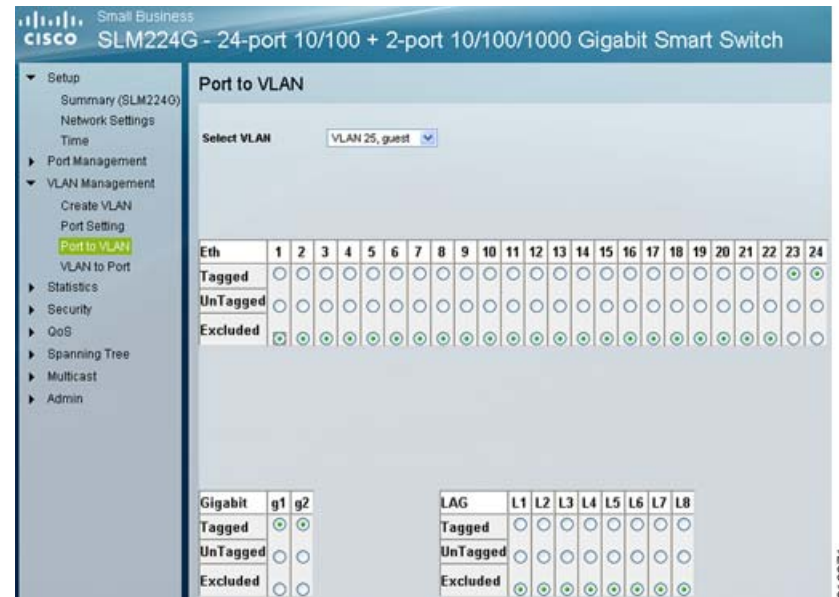 Small Business
CISCO SLM224G - 24-port 10/100 + 2-port 10/100/1000 Gigabit Smart Switch
Setup
Summary (SLM224G)
Network Settings
Time
Port Management
VLAN Management
Create VLAN
Port Setting
Port to VLAN
VLAN to Port
Statistics
Security
QoS
Spanning Tree
Multicast
Admin
Port to VLAN
Select VLAN VLAN 25, guest
Eth 1 2 3 4 5 6 7 8 9 10 11 12 13 14 15 16 17 18 19 20 21 22 23 24
Tagged
UnTagged
Excluded
Gigabit g1 g2
Tagged
UnTagged
Excluded
LAG L1 L2 L3 L4 L5 L6 L7 L8
Tagged
UnTagged
Excluded